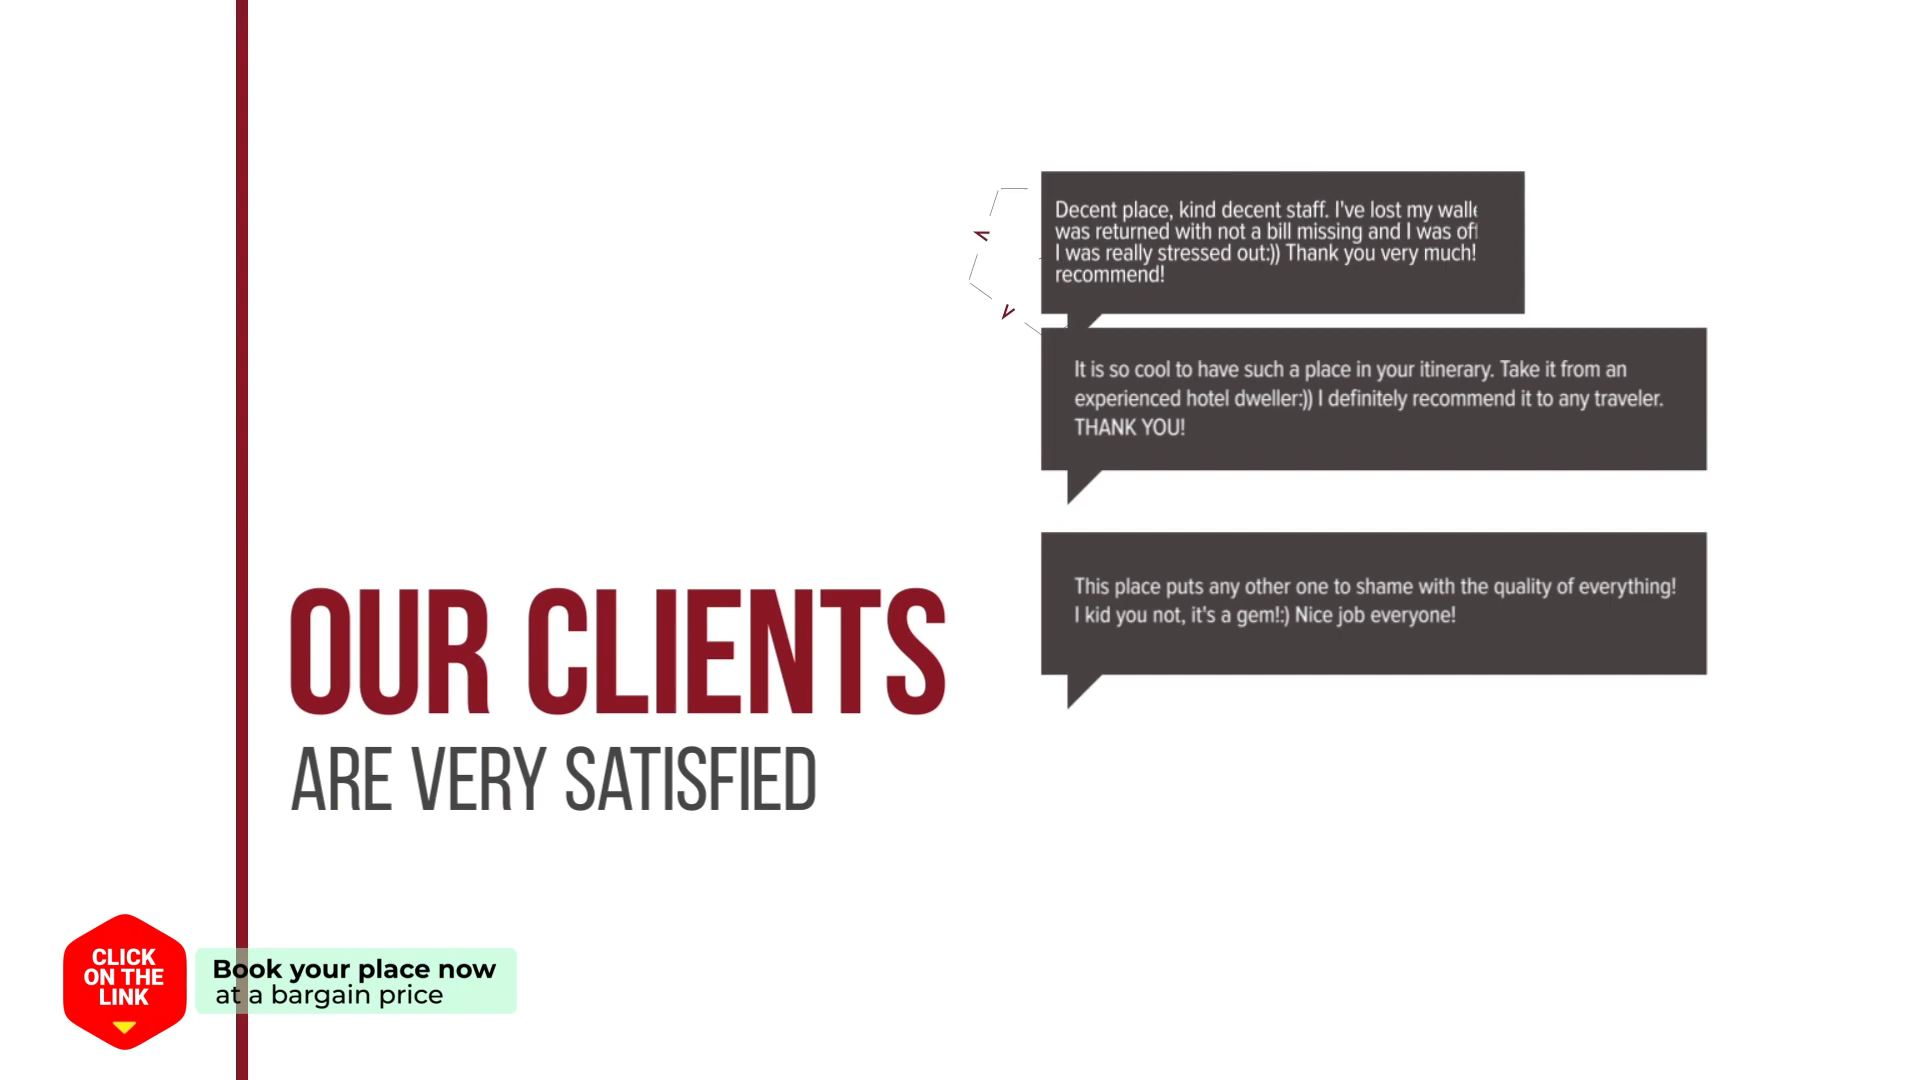 Decent place, kind decent staff. I've lost my
was returned with not a bill missing and I was
I was really stressed out:)) Thank you very much!
recommend!
It is so cool to have such a place in your itinerary. Take it from an
experienced hotel dweller:)) I definitely recommend it to any traveler.
THANK YOU!
This place puts any other one to shame with the quality of everything!
I kid you not, it's a gem!:) Nice job everyone!
OUR CLIENTS
ARE VERY SATISFIED
CLICK
ON THE
LINK
Book your place now
at a bargain price